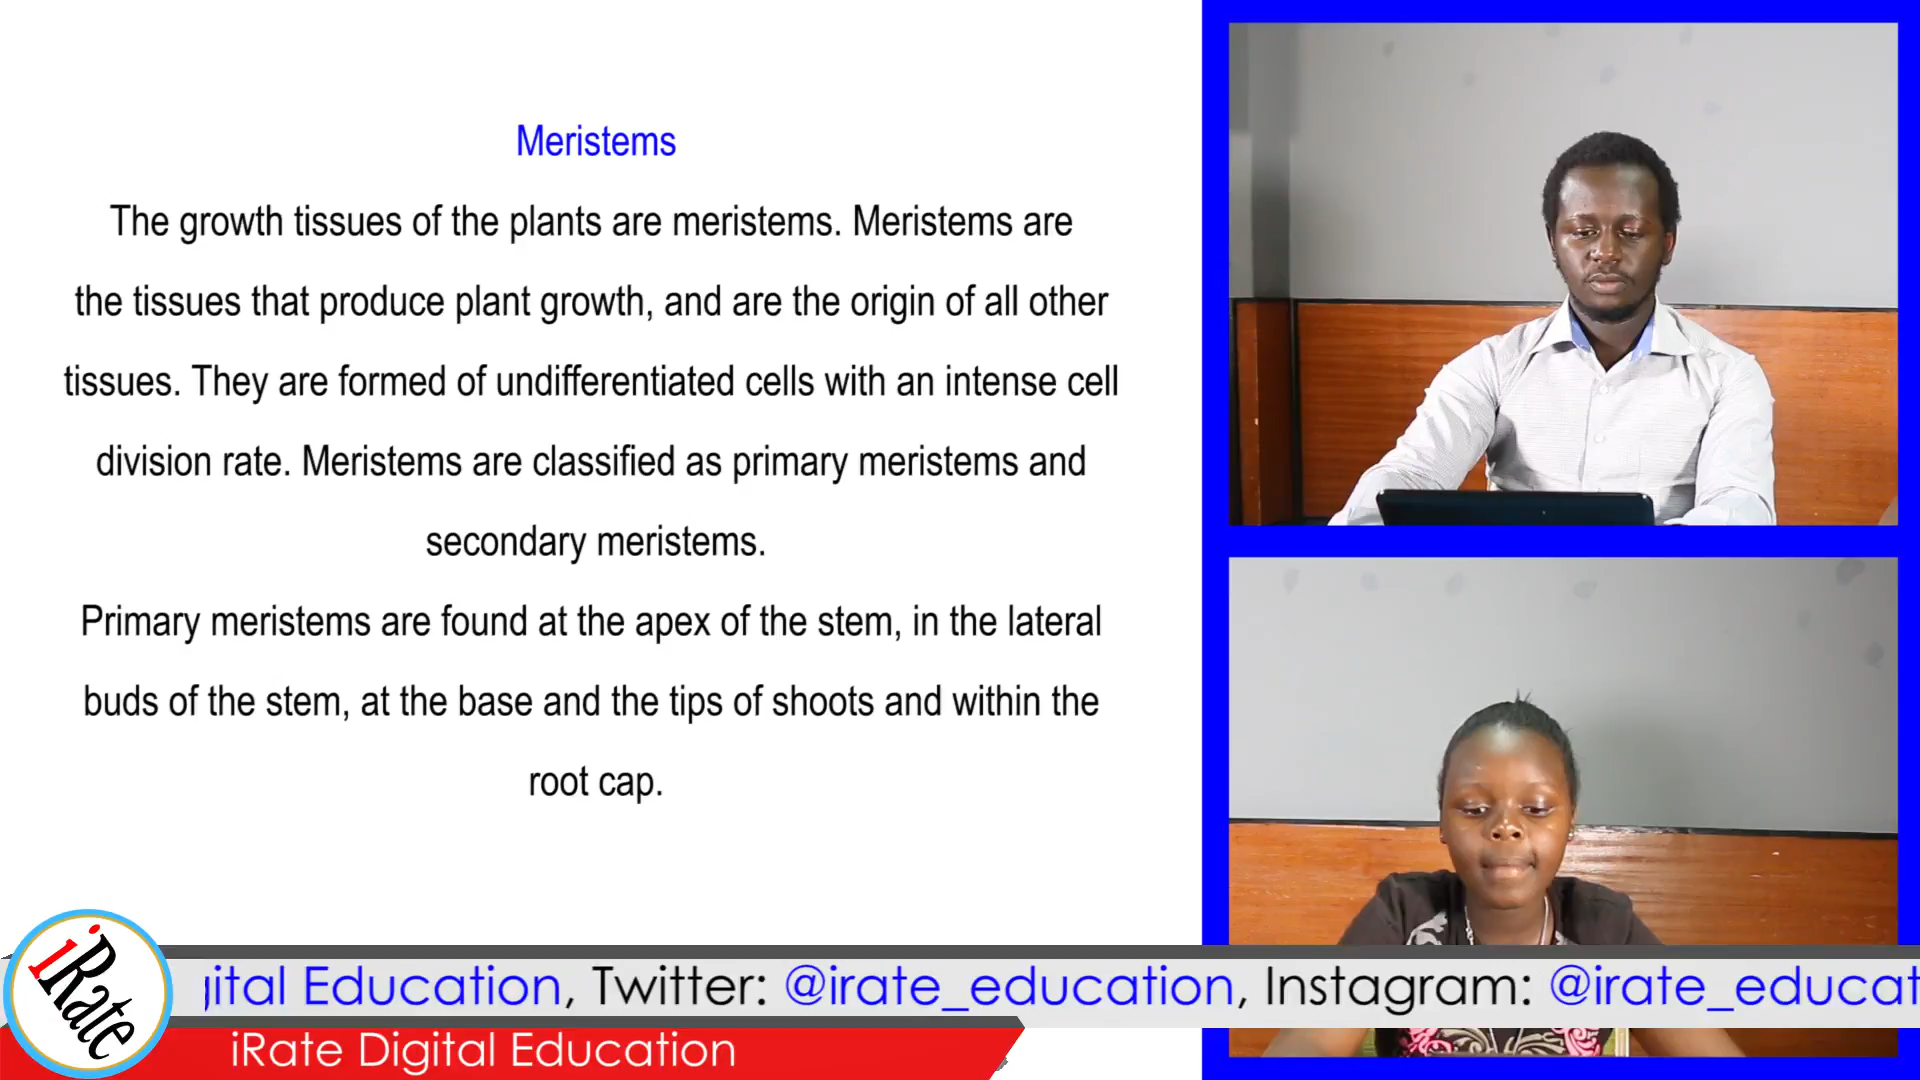 Meristems
The growth tissues of the plants are meristems. Meristems are
the tissues that produce plant growth, and are the origin of all other
tissues. They are formed of undifferentiated cells with an intense cell
division rate. Meristems are classified as primary meristems and
secondary meristems.
Primary meristems are found at the apex of the stem, in the lateral
buds of the stem, at the base and the tips of shoots and within the
root cap.
iRate
gital Education, Twitter: @irate_education, Instagram: @irate_educat
iRate Digital Education